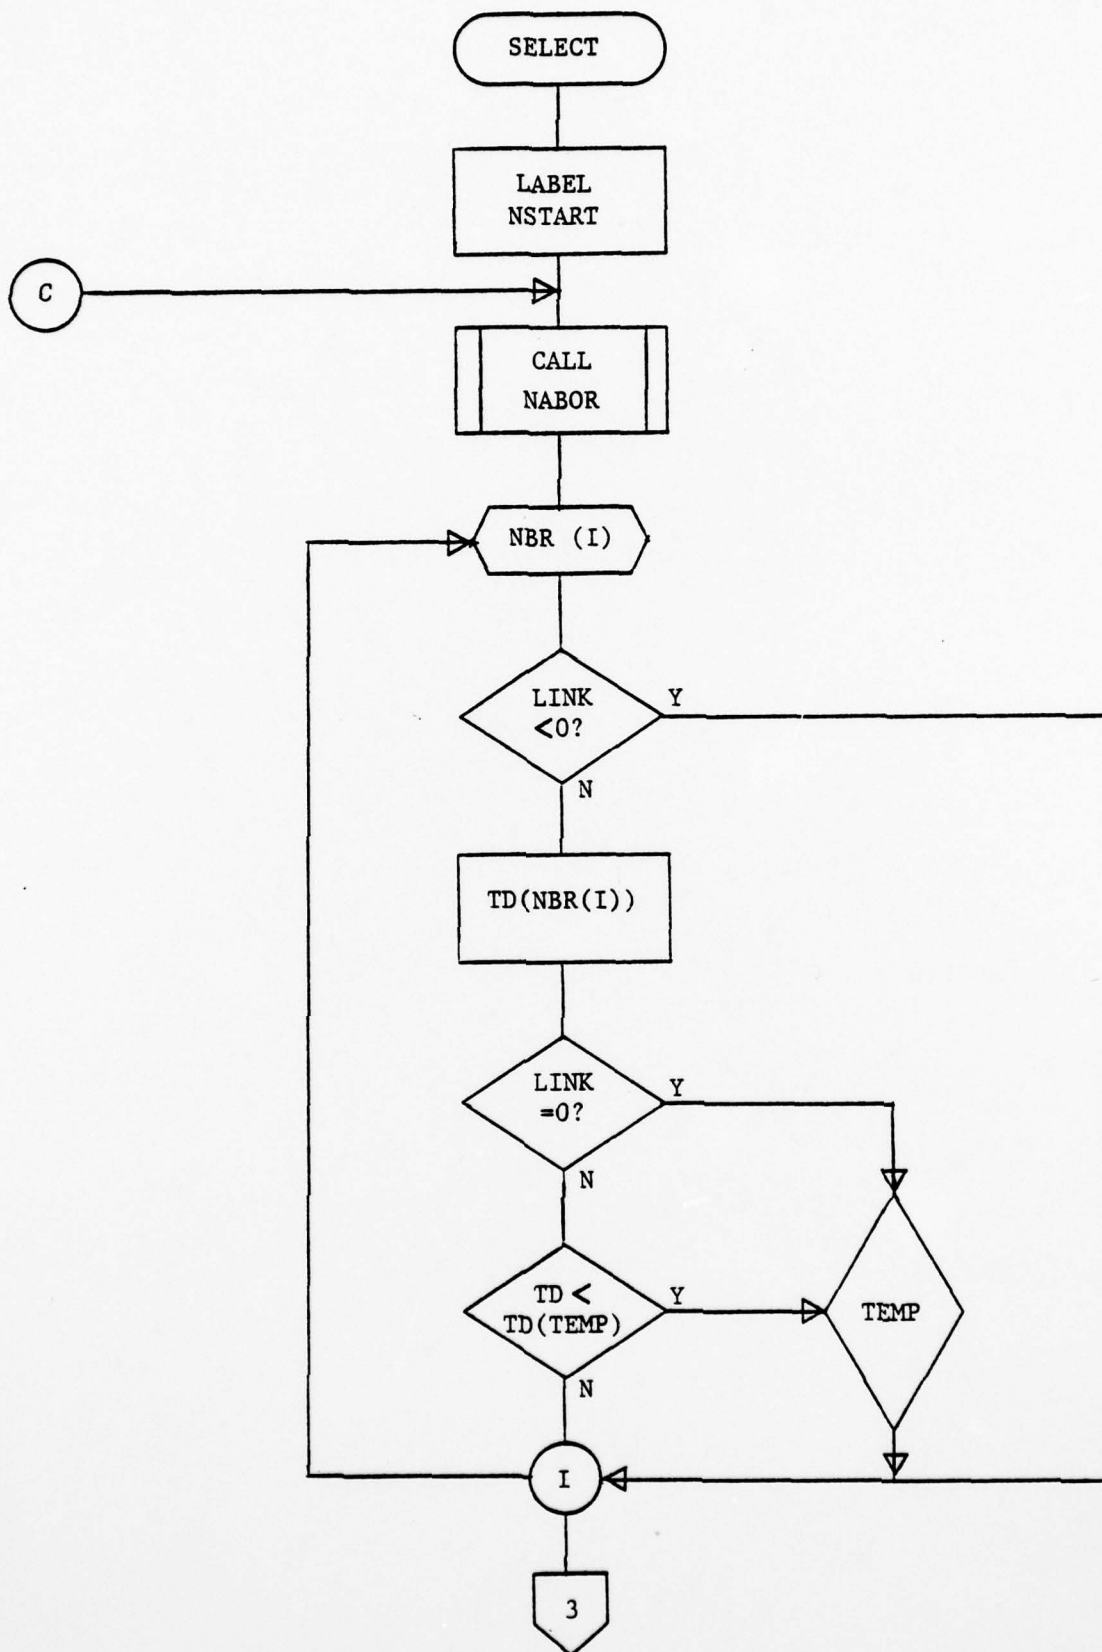 SELECT
LABEL
NSTART
C
CALL
NABOR
NBR (I)
LINK
<0?
Y
N
TD(NBR(I))
LINK
=0?
Y
N
TD <
TD(TEMP)
Y
TEMP
N
I
3